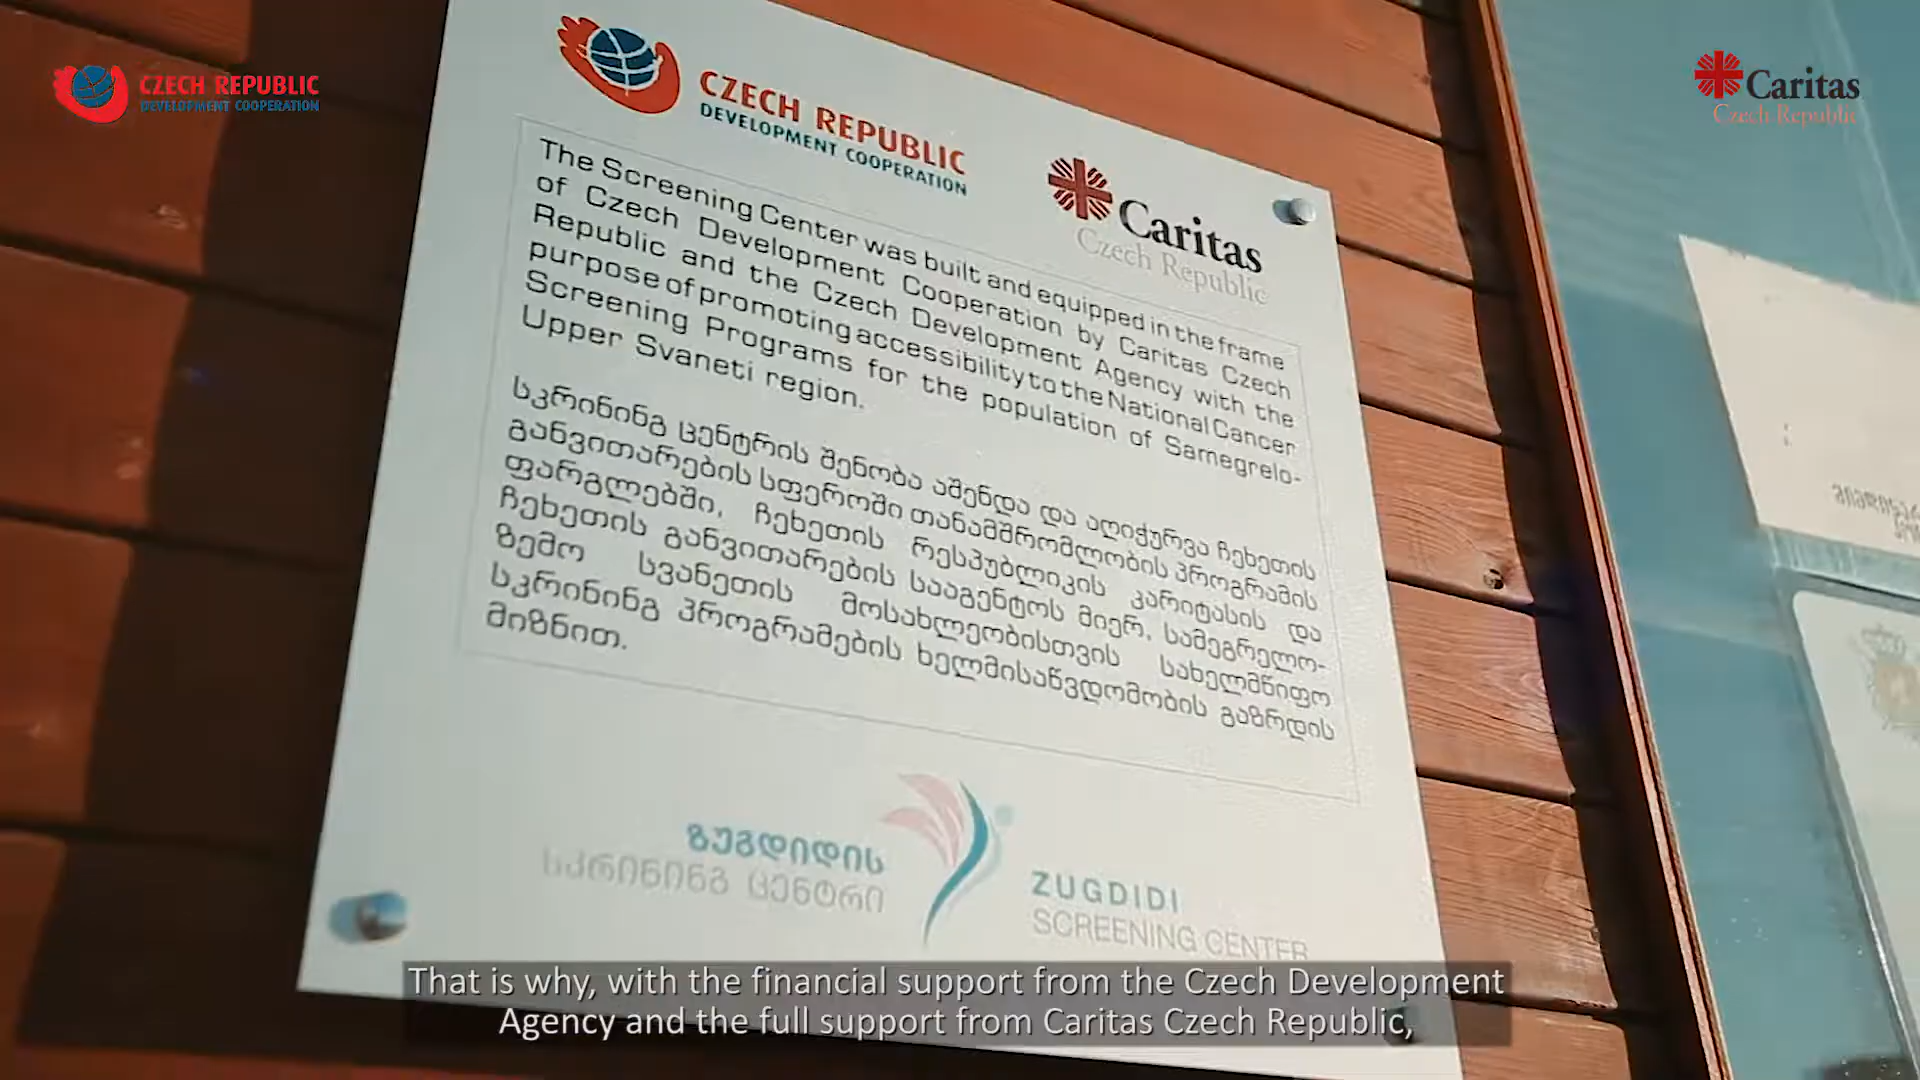 CZECH REPUBLIC
DEVELOPMENT COOPERATION
Caritas
Czech Republic
CZECH REPUBLIC
DEVELOPMENT COOPERATION
Caritas
Czech Republic
The Screening Center was built and equipped in the frame
of Czech Development Cooperation by Caritas Czech
Republic and the Czech Development Agency with the
purpose of promoting accessibility to the National Cancer
Screening Programs for the population of Samegrelo-
Upper Svaneti region.
სკრინინგ ცენტრის შენობა აშენდა და აღიჭურვა ჩეხეთის
განვითარების სფეროში თანამშრომლობის პროგრამის
ფარგლებში, ჩეხეთის რესპუბლიკის კარიტასის და
ჩეხეთის განვითარების სააგენტოს მიერ, სამეგრელო-
ზემო სვანეთის მოსახლეობისთვის სახელმწიფო
სკრინინგ პროგრამების ხელმისაწვდომობის გაზრდის
მიზნით.
ზუგდიდის
სკრინინგ ცენტრი
ZUGDIDI
SCREENING CENTER
That is why, with the financial support from the Czech Development
Agency and the full support from Caritas Czech Republic,